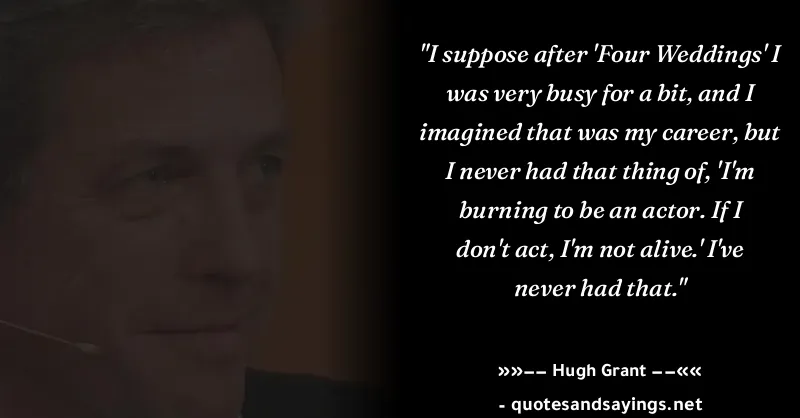 "I suppose after 'Four Weddings' I
was very busy for a bit, and I
imagined that was my career, but
I never had that thing of, 'I'm
burning to be an actor. If I
don't act, I'm not alive.' I've
never had that."
»»−− Hugh Grant −−««
- quotesandsayings.net